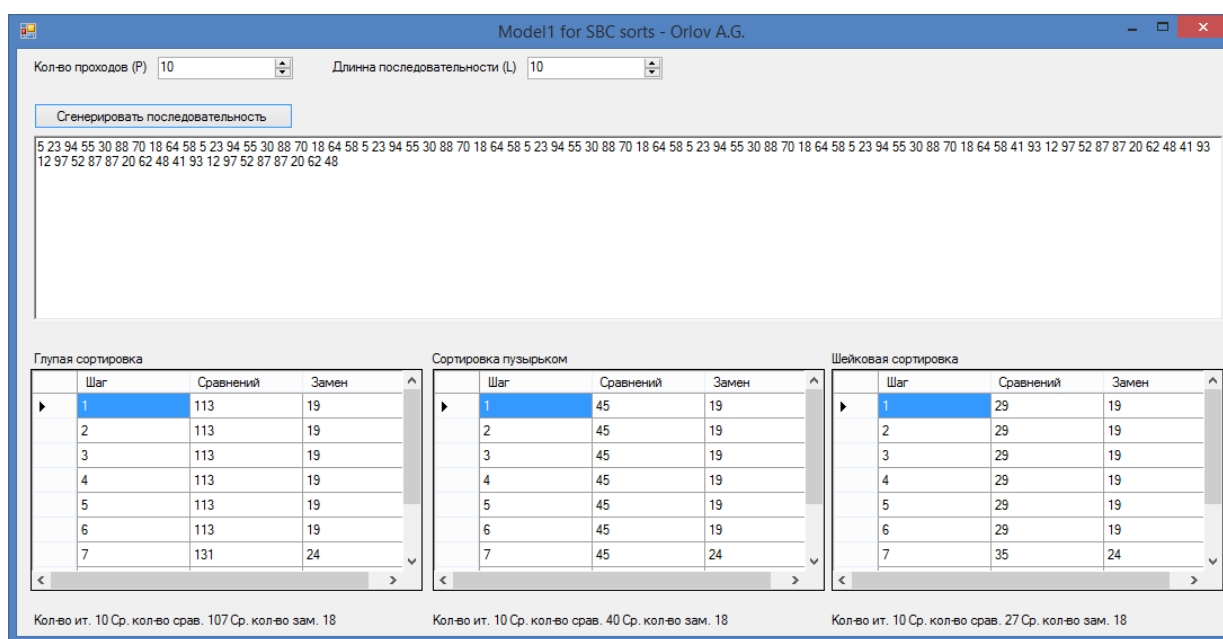 Model1 for SBC sorts - Orlov A.G.
Кол-во проходов (P) 10 Длинна последовательности (L) 10
Сгенерировать последовательность
5 23 94 55 30 88 70 18 64 58 5 23 94 55 30 88 70 18 64 58 5 23 94 55 30 88 70 18 64 58 5 23 94 55 30 88 70 18 64 58 5 23 94 55 30 88 70 18 64 58 5 23 94 55 30 88 70 18 64 58 41 93 12 97 52 87 87 20 62 48 41 93
12 97 52 87 87 20 62 48 41 93 12 97 52 87 87 20 62 48
Глупая сортировка Сортировка пузырьком Шейковая сортировка
Шаг Сравнений Замен Шаг Сравнений Замен Шаг Сравнений Замен
1 113 19 1 45 19 1 29 19
2 113 19 2 45 19 2 29 19
3 113 19 3 45 19 3 29 19
4 113 19 4 45 19 4 29 19
5 113 19 5 45 19 5 29 19
6 113 19 6 45 19 6 29 19
7 131 24 7 45 24 7 35 24
Кол-во ит. 10 Ср. кол-во срав. 107 Ср. кол-во зам. 18 Кол-во ит. 10 Ср. кол-во срав. 40 Ср. кол-во зам. 18 Кол-во ит. 10 Ср. кол-во срав. 27 Ср. кол-во зам. 18